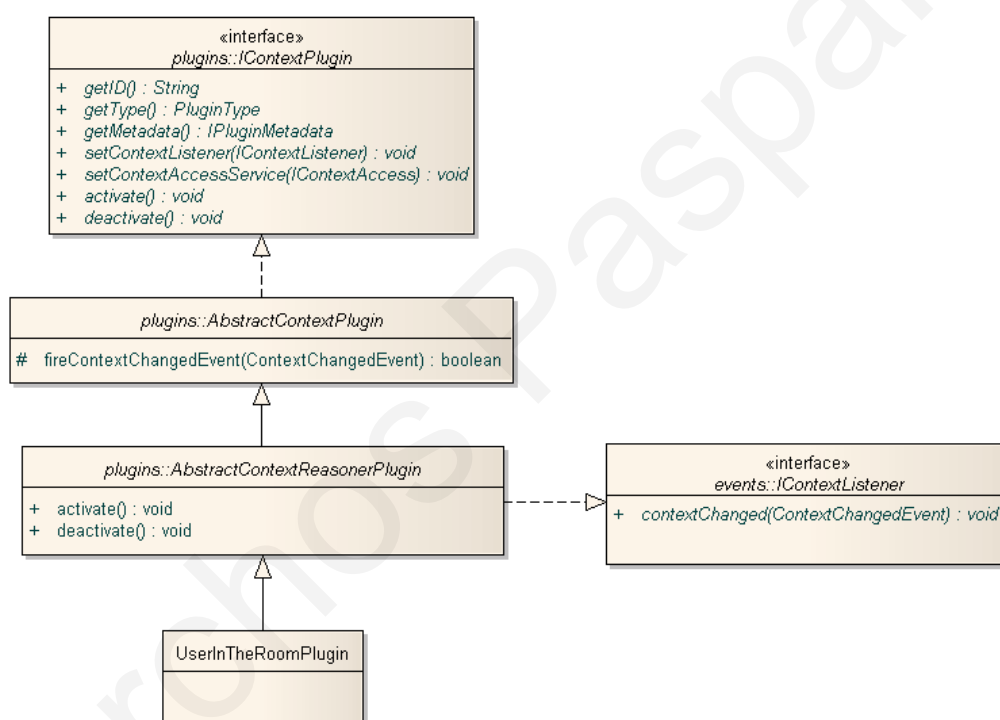 «interface»
plugins::IContextPlugin
+ getID() : String
+ getType() : PluginType
+ getMetadata() : IPluginMetadata
+ setContextListener(IContextListener) : void
+ setContextAccessService(IContextAccess) : void
+ activate() : void
+ deactivate() : void
plugins::AbstractContextPlugin
# fireContextChangedEvent(ContextChangedEvent) : boolean
plugins::AbstractContextReasonerPlugin
+ activate() : void
+ deactivate() : void
«interface»
events::IContextListener
+ contextChanged(ContextChangedEvent) : void
UserInTheRoomPlugin